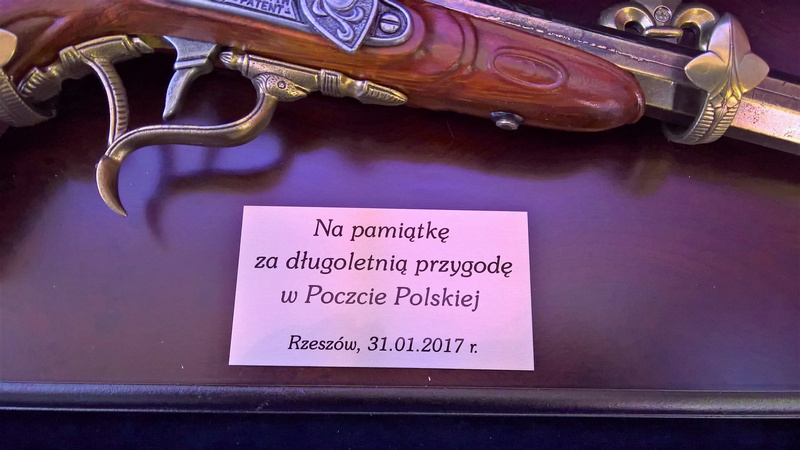 PATENT.
Na pamiątkę
za długoletnią przygodę
w Poczcie Polskiej
Rzeszów, 31.01.2017 r.